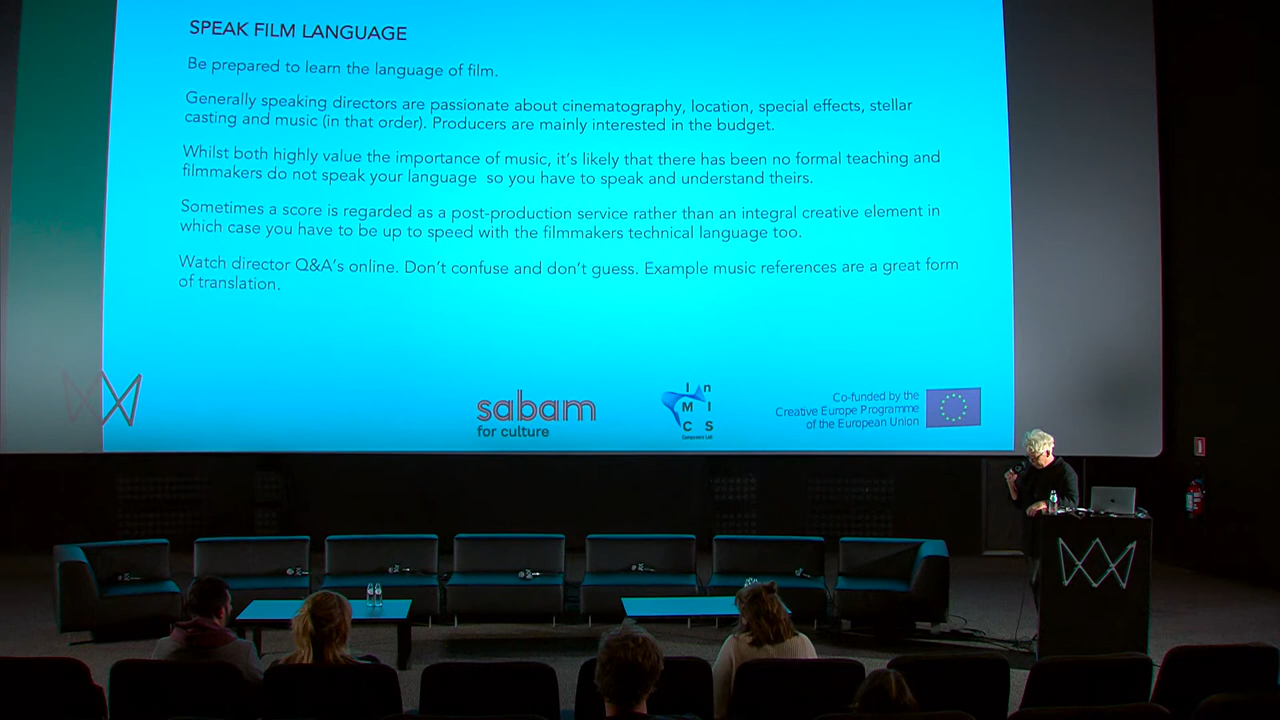 SPEAK FILM LANGUAGE
Be prepared to learn the language of film.
Generally speaking directors are passionate about cinematography, location, special effects, stellar
casting and music (in that order). Producers are mainly interested in the budget.
Whilst both highly value the importance of music, it's likely that there has been no formal teaching and
filmmakers do not speak your language so you have to speak and understand theirs.
Sometimes a score is regarded as a post-production service rather than an integral creative element in
which case you have to be up to speed with the filmmakers technical language too.
Watch director Q&A's online. Don't confuse and don't guess. Example music references are a great form
of translation.
sabam
for culture
I n
M I
C S
Composers Lab
Co-funded by the
Creative Europe Programme
of the European Union